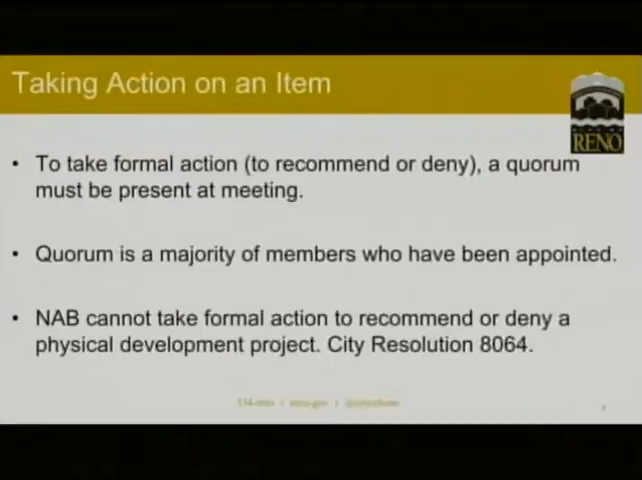 Taking Action on an Item
RENO
• To take formal action (to recommend or deny), a quorum
must be present at meeting.
• Quorum is a majority of members who have been appointed.
• NAB cannot take formal action to recommend or deny a
physical development project. City Resolution 8064.